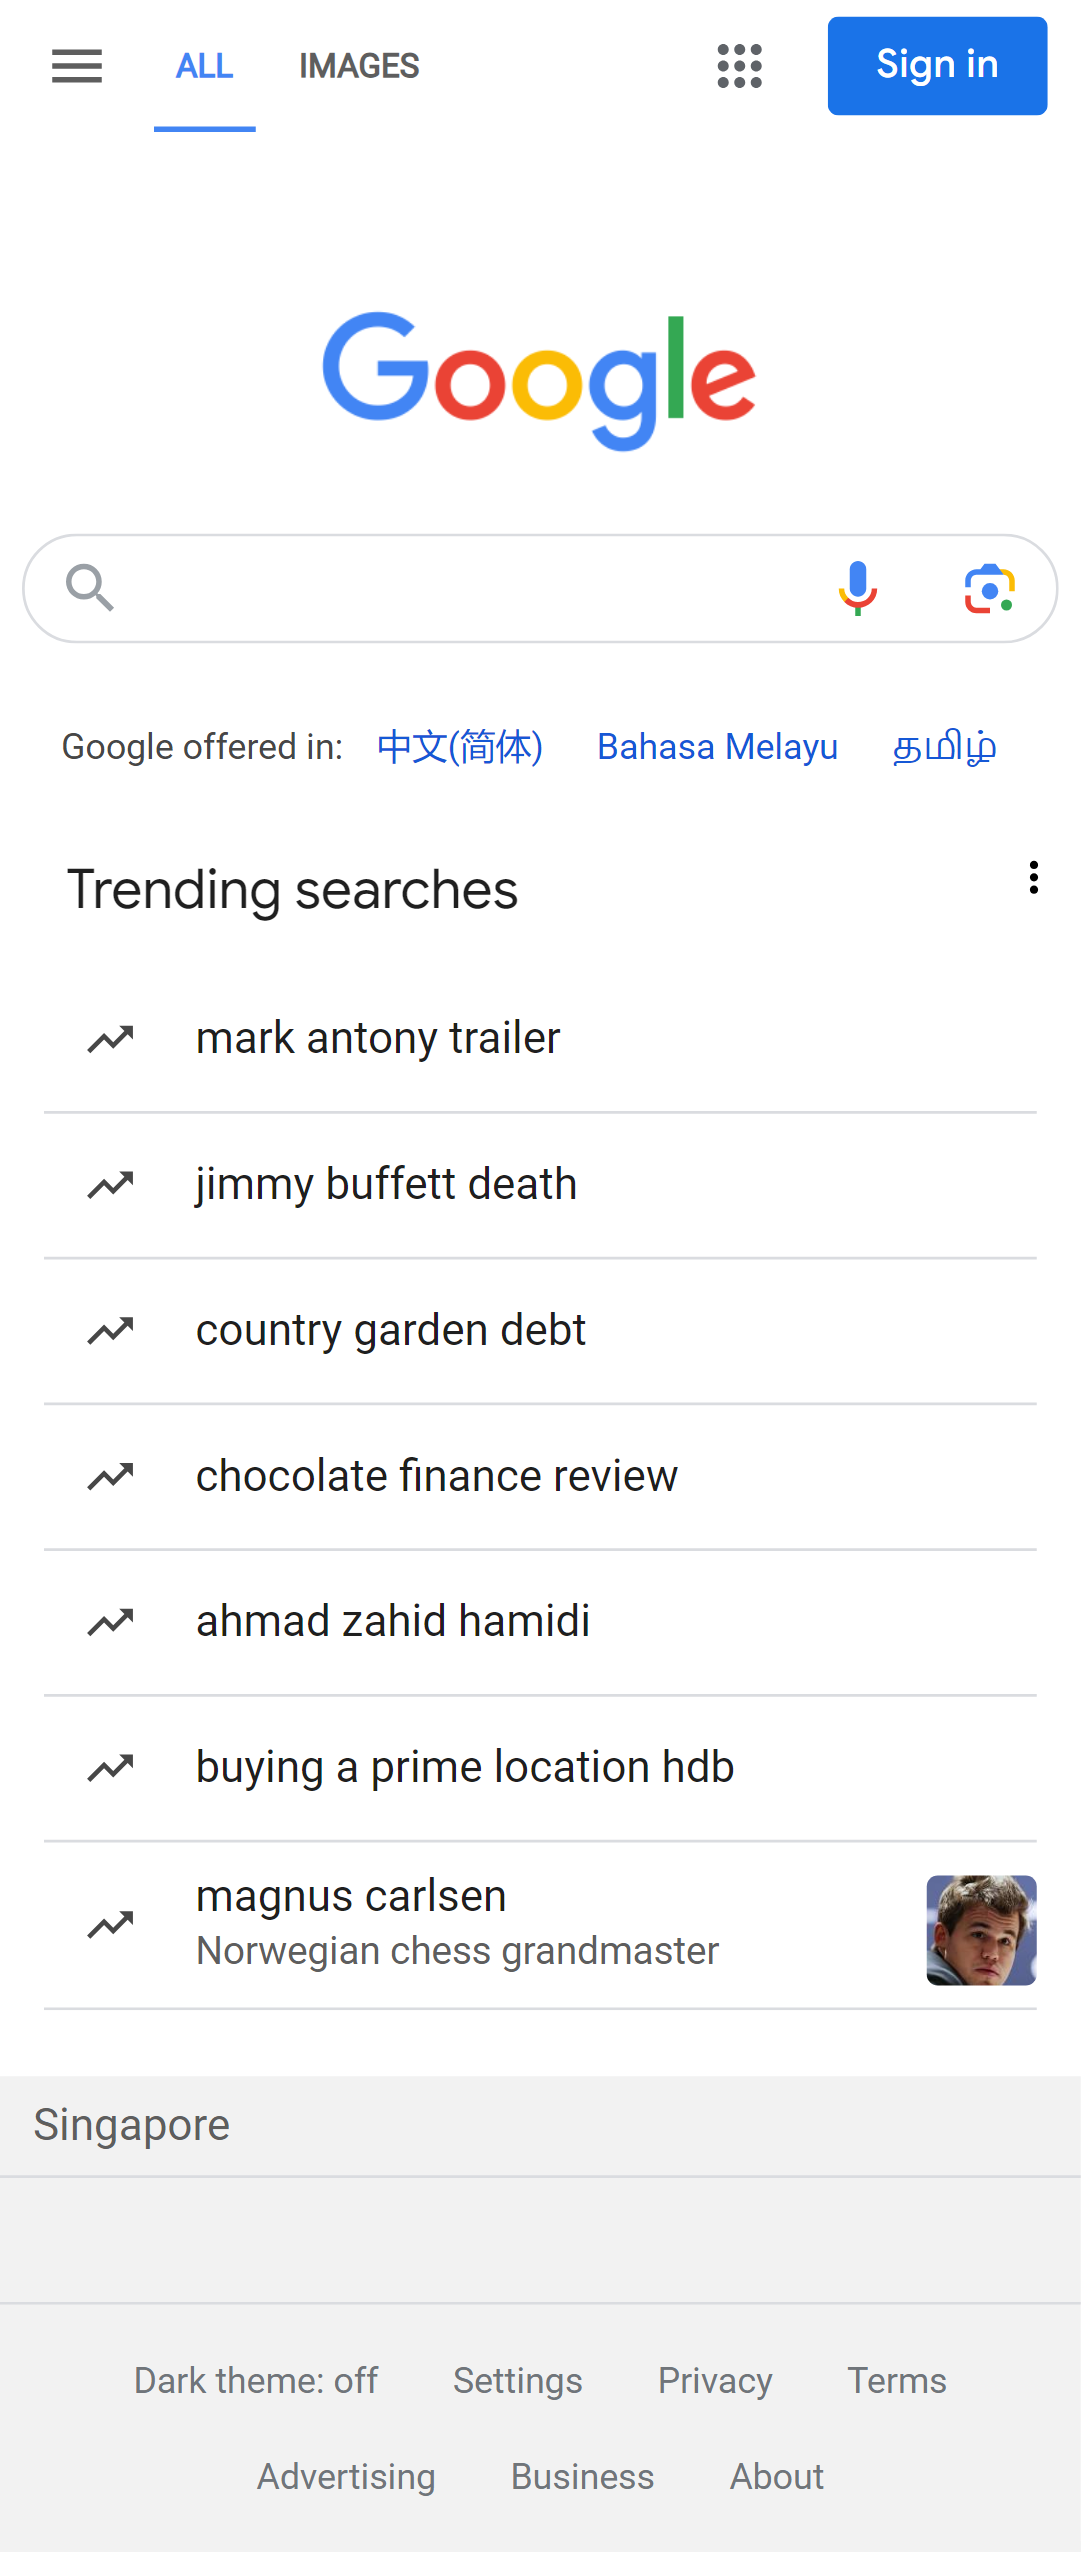 ALL IMAGES Sign in
Google
Google offered in: 中文(简体) Bahasa Melayu தமிழ்
Trending searches
mark antony trailer
jimmy buffett death
country garden debt
chocolate finance review
ahmad zahid hamidi
buying a prime location hdb
magnus carlsen
Norwegian chess grandmaster
Singapore
Dark theme: off Settings Privacy Terms
Advertising Business About